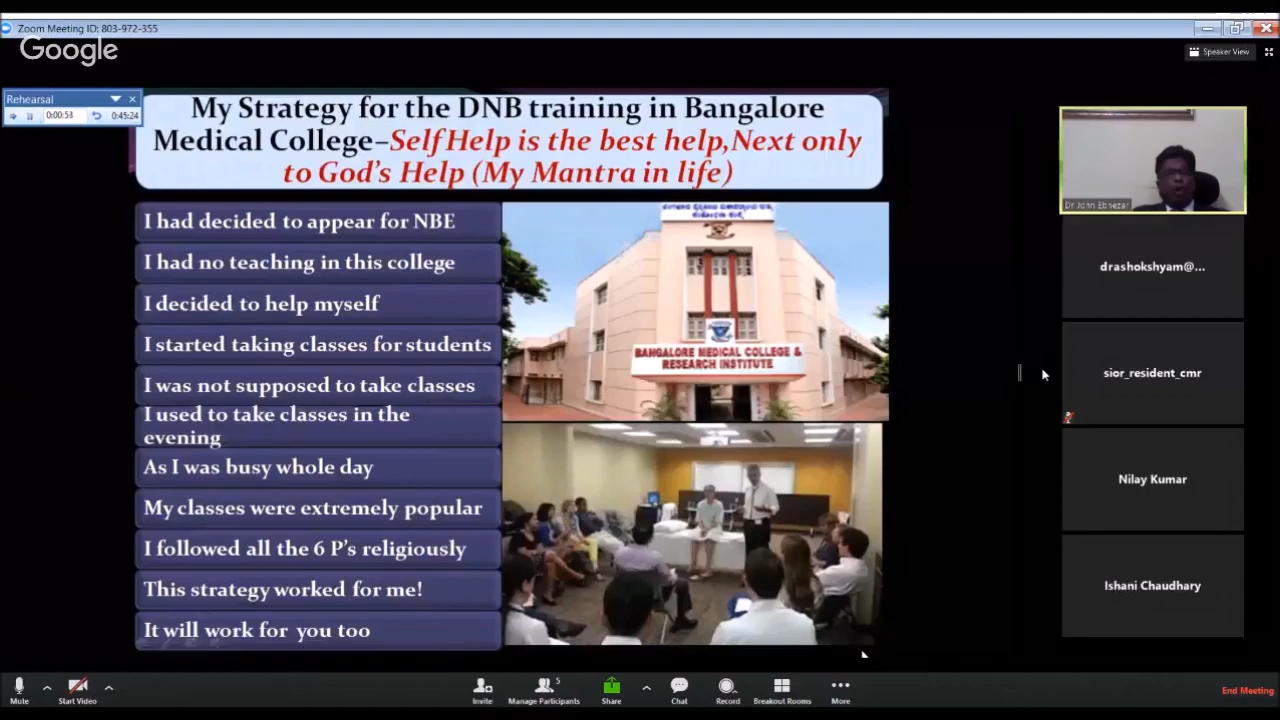 Zoom Meeting ID: 803-972-355
Google
Speaker View
Rehearsal
0:00:53
0:45:24
My Strategy for the DNB training in Bangalore
Medical College–Self Help is the best help,Next only
to God's Help (My Mantra in life)
I had decided to appear for NBE
I had no teaching in this college
I decided to help myself
I started taking classes for students
I was not supposed to take classes
I used to take classes in the
evening
As I was busy whole day
My classes were extremely popular
I followed all the 6 P's religiously
This strategy worked for me!
It will work for you too
BANGALORE MEDICAL COLLEGE &
RESEARCH INSTITUTE
Dr John Ebnezar
drashokshyam@...
sior_resident_cmr
Nilay Kumar
Ishani Chaudhary
Mute
Start Video
Invite
5
Manage Participants
Share
Chat
Record
Breakout Rooms
More
End Meeting